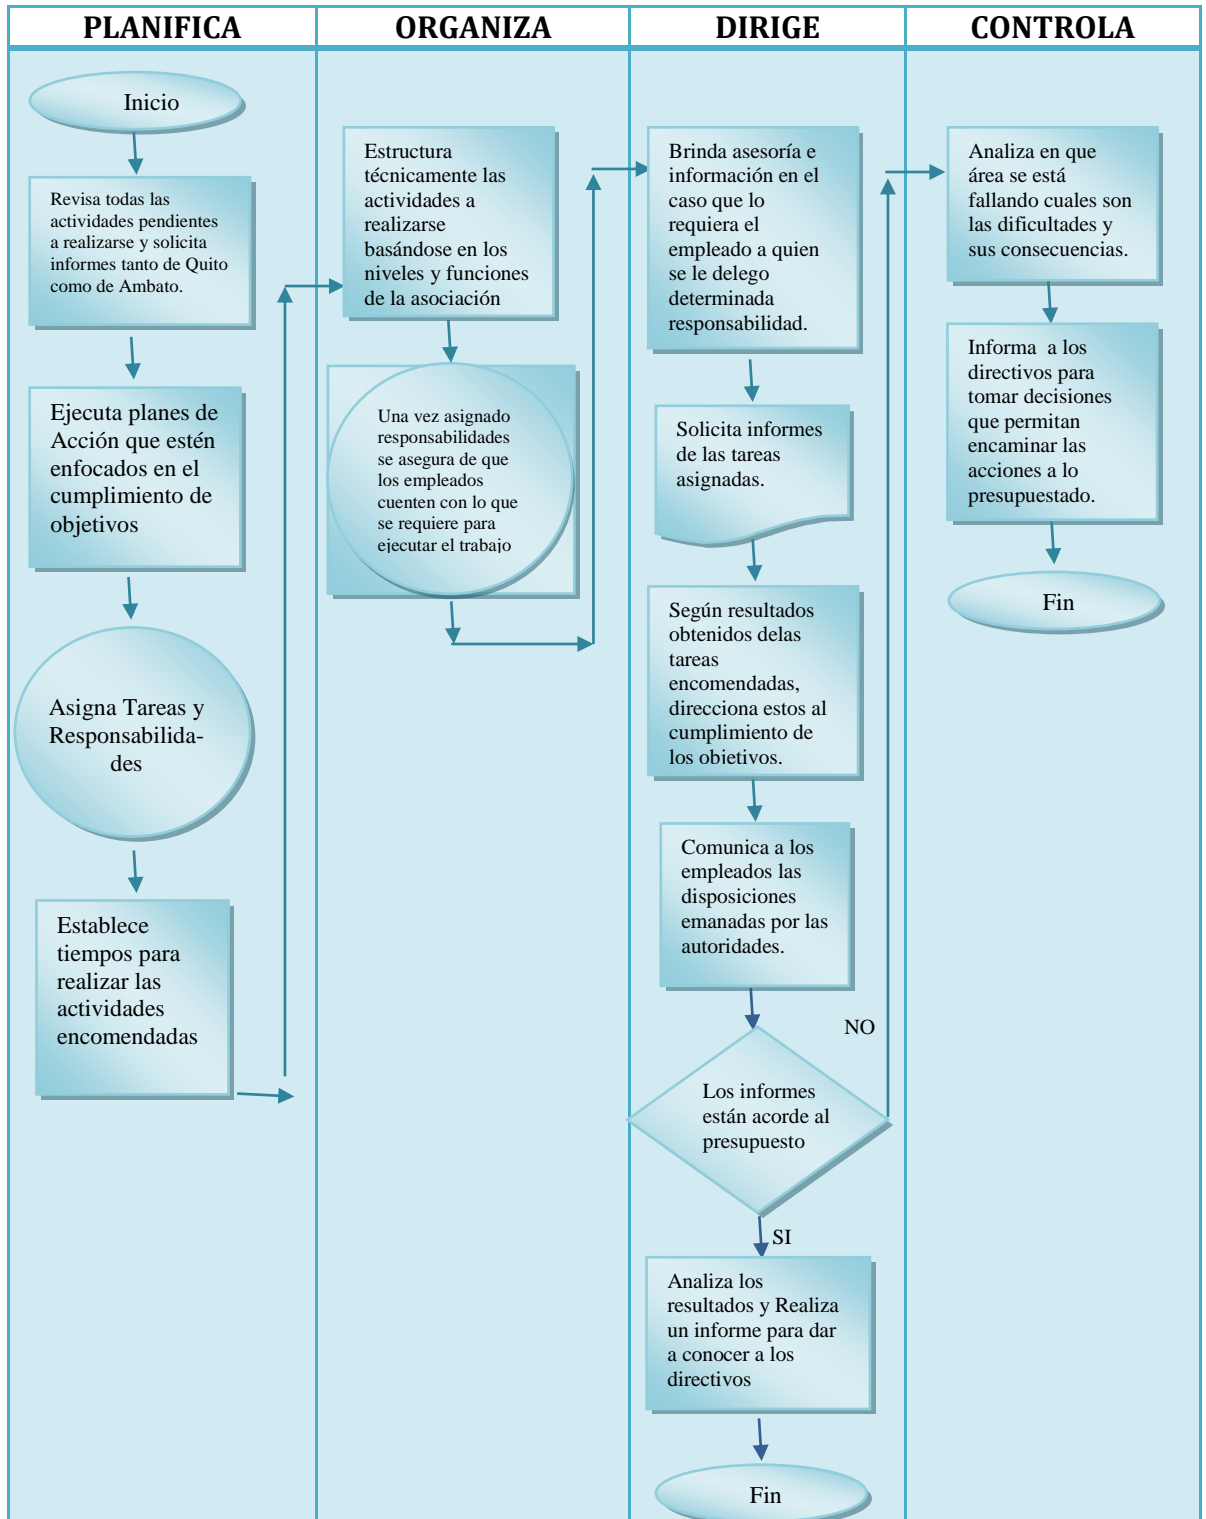 PLANIFICA
ORGANIZA
DIRIGE
CONTROLA
Inicio
Revisa todas las
actividades pendientes
a realizarse y solicita
informes tanto de Quito
como de Ambato.
Ejecuta planes de
Acción que estén
enfocados en el
cumplimiento de
objetivos
Asigna Tareas y
Responsabilida-
des
Establece
tiempos para
realizar las
actividades
encomendadas
Estructura
técnicamente las
actividades a
realizarse
basándose en los
niveles y funciones
de la asociación
Una vez asignado
responsabilidades
se asegura de que
los empleados
cuenten con lo que
se requiere para
ejecutar el trabajo
Brinda asesoría e
información en el
caso que lo
requiera el
empleado a quien
se le delego
determinada
responsabilidad.
Solicita informes
de las tareas
asignadas.
Según resultados
obtenidos delas
tareas
encomendadas,
direcciona estos al
cumplimiento de
los objetivos.
Comunica a los
empleados las
disposiciones
emanadas por las
autoridades.
NO
Los informes
están acorde al
presupuesto
SI
Analiza los
resultados y Realiza
un informe para dar
a conocer a los
directivos
Fin
Analiza en que
área se está
fallando cuales son
las dificultades y
sus consecuencias.
Informa a los
directivos para
tomar decisiones
que permitan
encaminar las
acciones a lo
presupuestado.
Fin